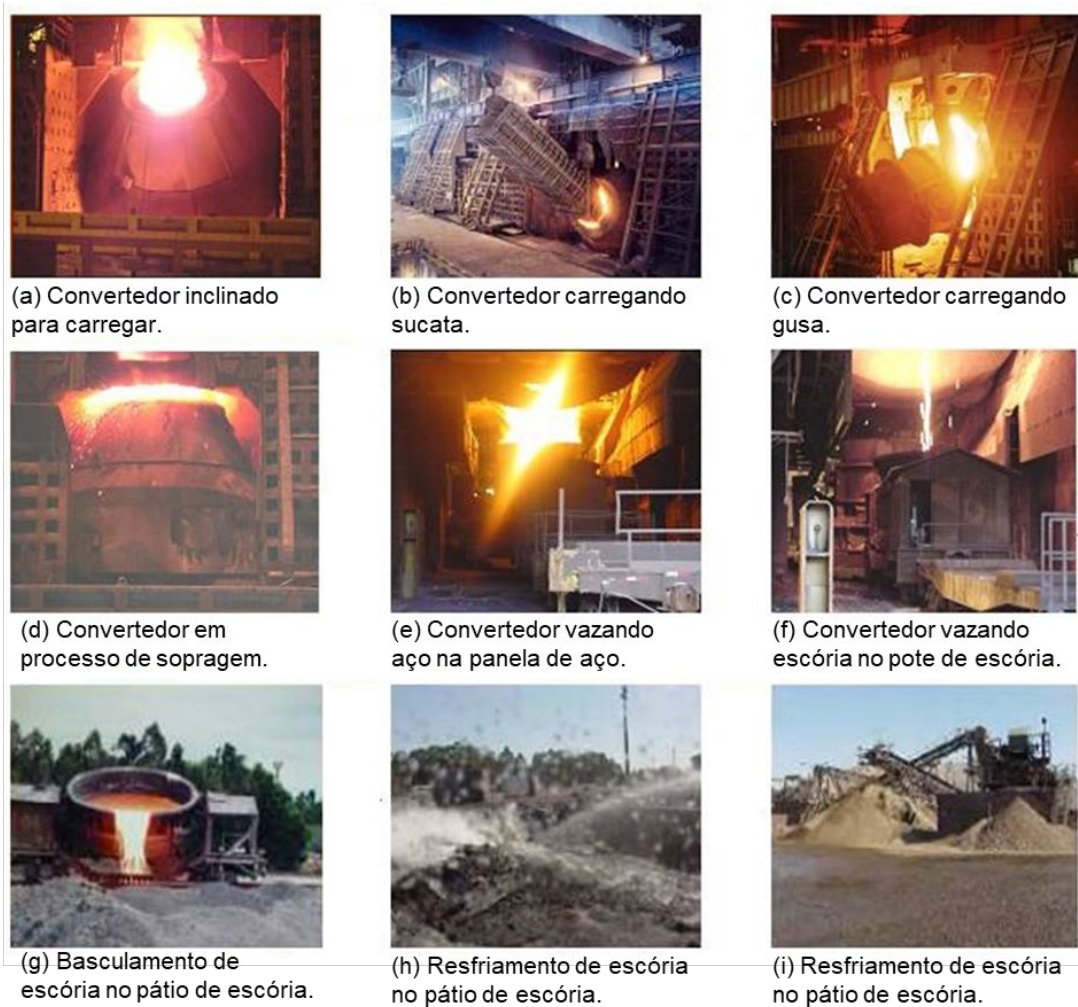 (a) Convertedor inclinado
para carregar.
(b) Convertedor carregando
sucata.
(c) Convertedor carregando
gusa.
(d) Convertedor em
processo de sopragem.
(e) Convertedor vazando
aço na panela de aço.
(f) Convertedor vazando
escória no pote de escória.
(g) Basculamento de
escória no pátio de escória.
(h) Resfriamento de escória
no pátio de escória.
(i) Resfriamento de escória
no pátio de escória.